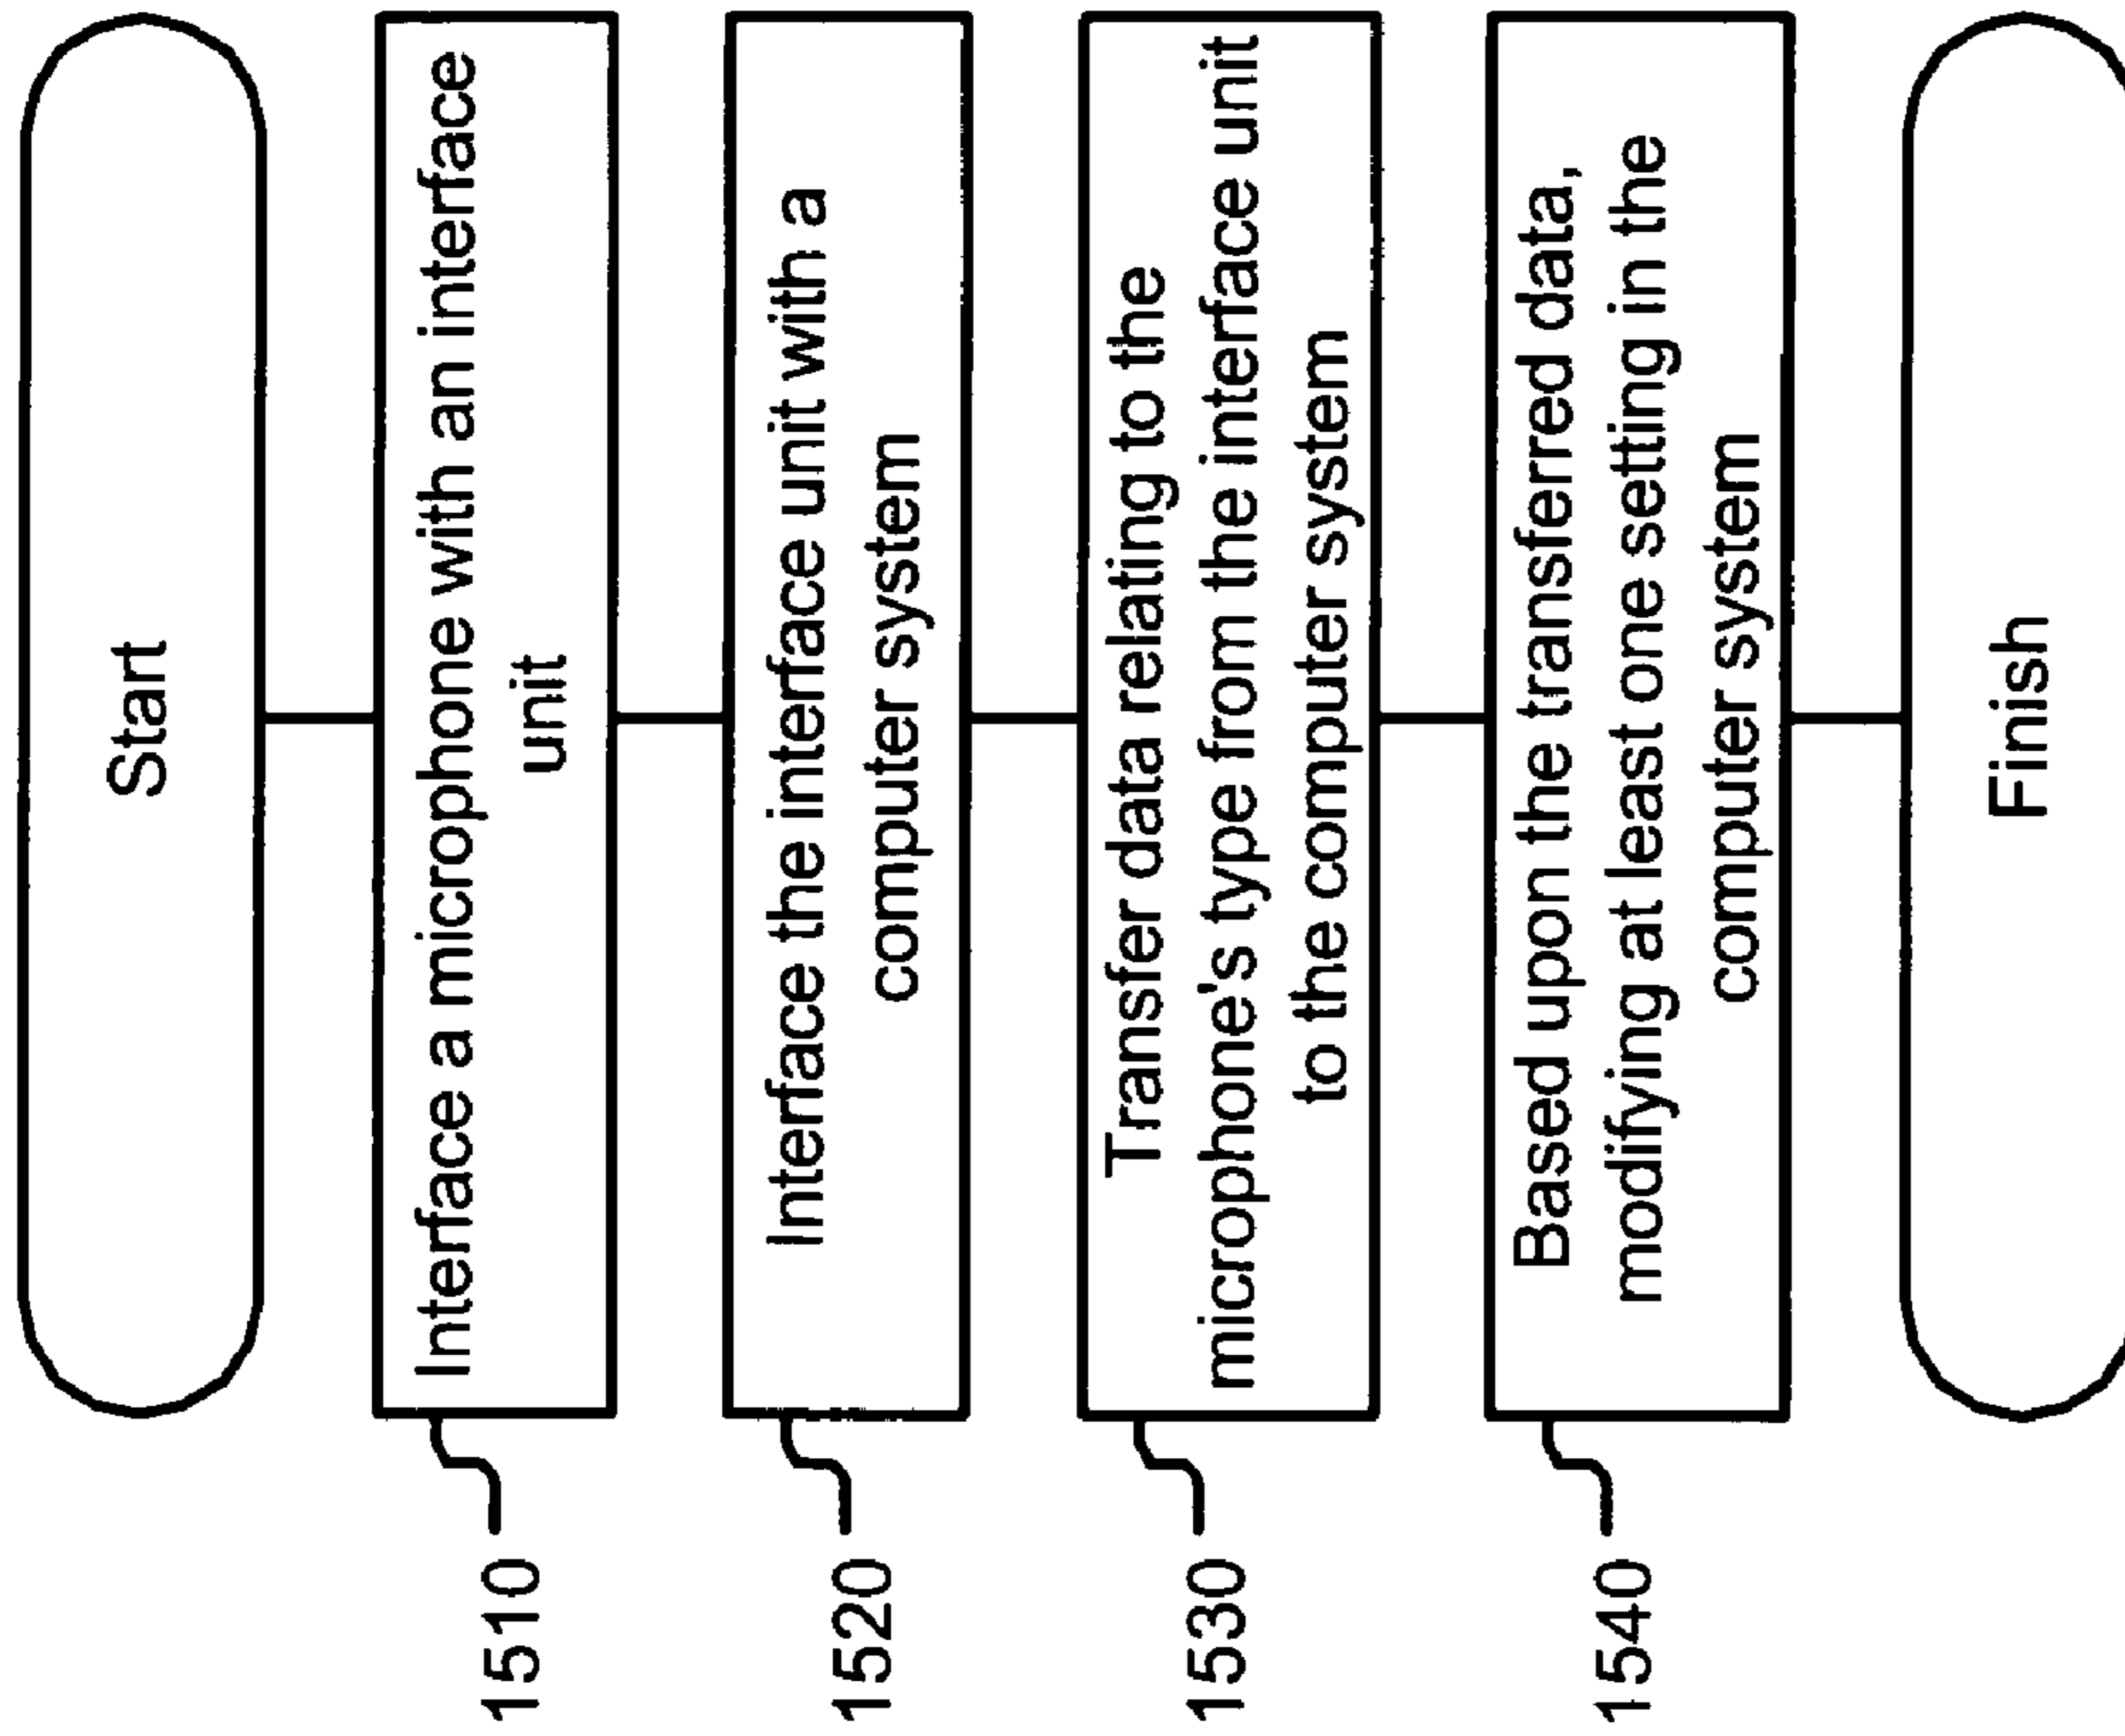 Start
1510
Interface a microphone with an interface
unit
1520
Interface the interface unit with a
computer system
1530
Transfer data relating to the
microphone's type from the interface unit
to the computer system
1540
Based upon the transferred data,
modifying at least one setting in the
computer system
Finish